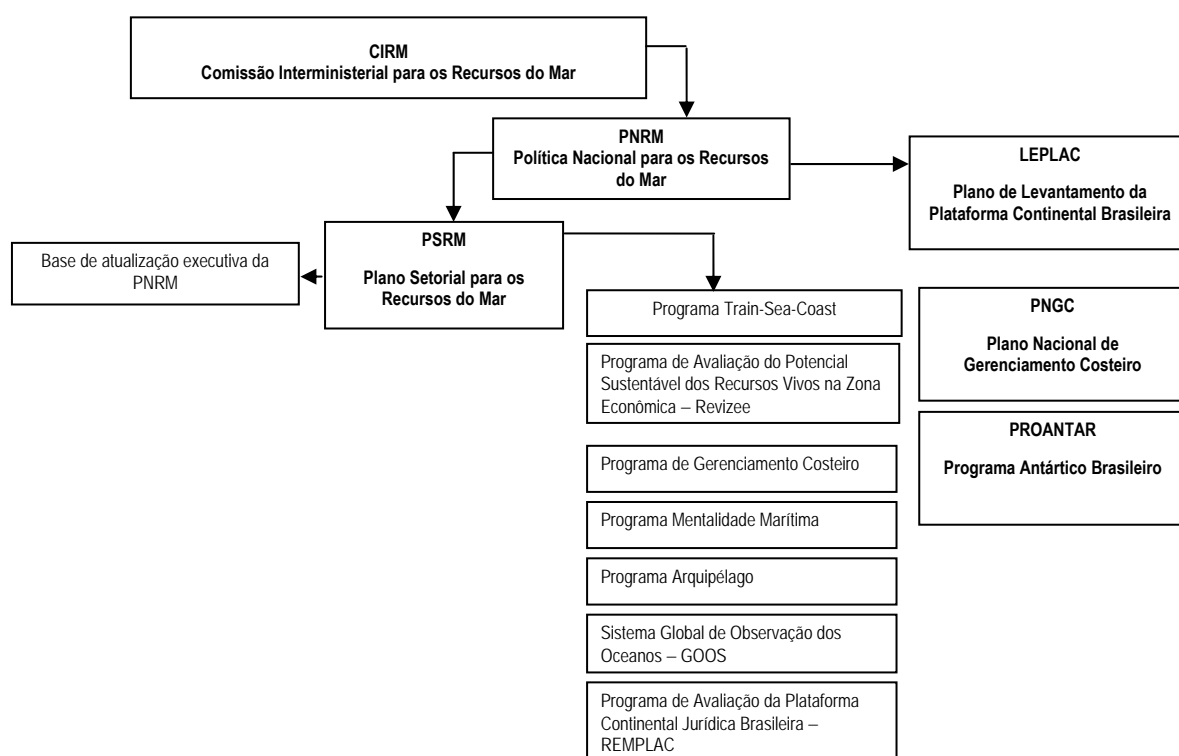 CIRM
Comissão Interministerial para os Recursos do Mar
PNRM
Política Nacional para os Recursos
do Mar
LEPLAC
Plano de Levantamento da
Plataforma Continental Brasileira
PSRM
Plano Setorial para os
Recursos do Mar
Base de atualização executiva da
PNRM
Programa Train-Sea-Coast
PNGC
Plano Nacional de
Gerenciamento Costeiro
Programa de Avaliação do Potencial
Sustentável dos Recursos Vivos na Zona
Econômica – Revizee
PROANTAR
Programa Antártico Brasileiro
Programa de Gerenciamento Costeiro
Programa Mentalidade Marítima
Programa Arquipélago
Sistema Global de Observação dos
Oceanos – GOOS
Programa de Avaliação da Plataforma
Continental Jurídica Brasileira –
REMPLAC